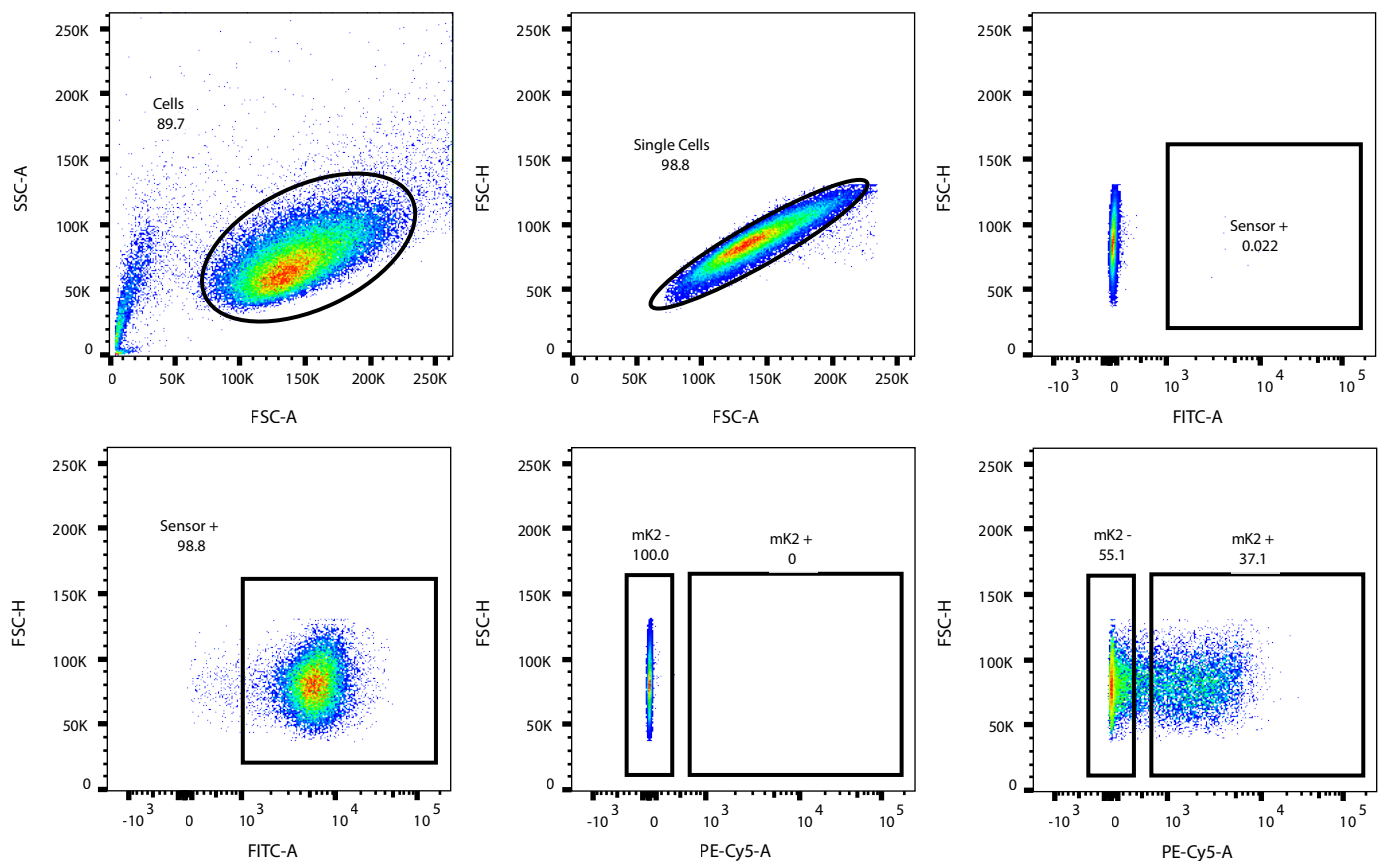 250K
200K
150K
100K
50K
0
SSC-A
Cells
89.7
0 50K 100K 150K 200K 250K
FSC-A
250K
200K
150K
100K
50K
0
FSC-H
Single Cells
98.8
0 50K 100K 150K 200K 250K
FSC-A
250K
200K
150K
100K
50K
0
FSC-H
Sensor +
0.022
-10 3 0 10 3 10 4 10 5
FITC-A
250K
200K
150K
100K
50K
0
FSC-H
Sensor +
98.8
-10 3 0 10 3 10 4 10 5
FITC-A
250K
200K
150K
100K
50K
0
FSC-H
mK2 -
100.0
mK2 +
0
-10 3 0 10 3 10 4 10 5
PE-Cy5-A
250K
200K
150K
100K
50K
0
FSC-H
mK2 -
55.1
mK2 +
37.1
-10 3 0 10 3 10 4 10 5
PE-Cy5-A